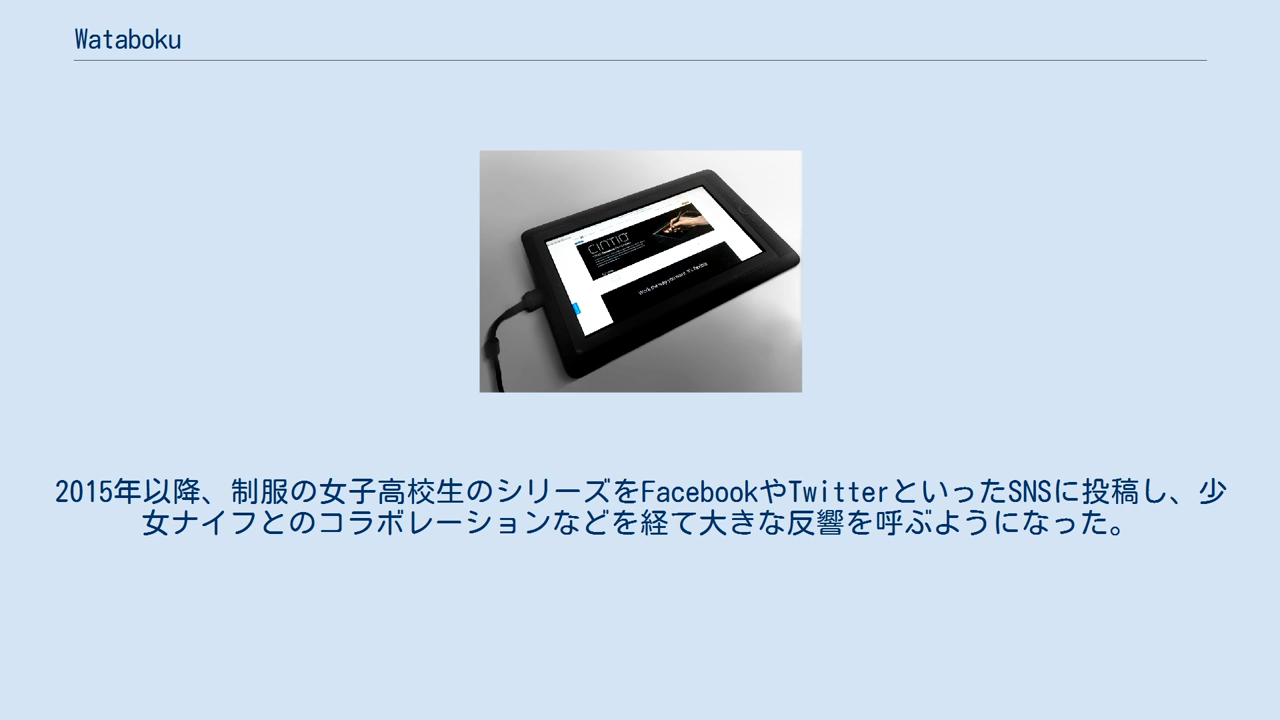 Wataboku
CINTIQ
2015年以降、制服の女子高校生のシリーズをFacebookやTwitterといったSNSに投稿し、少
女ナイフとのコラボレーションなどを経て大きな反響を呼ぶようになった。